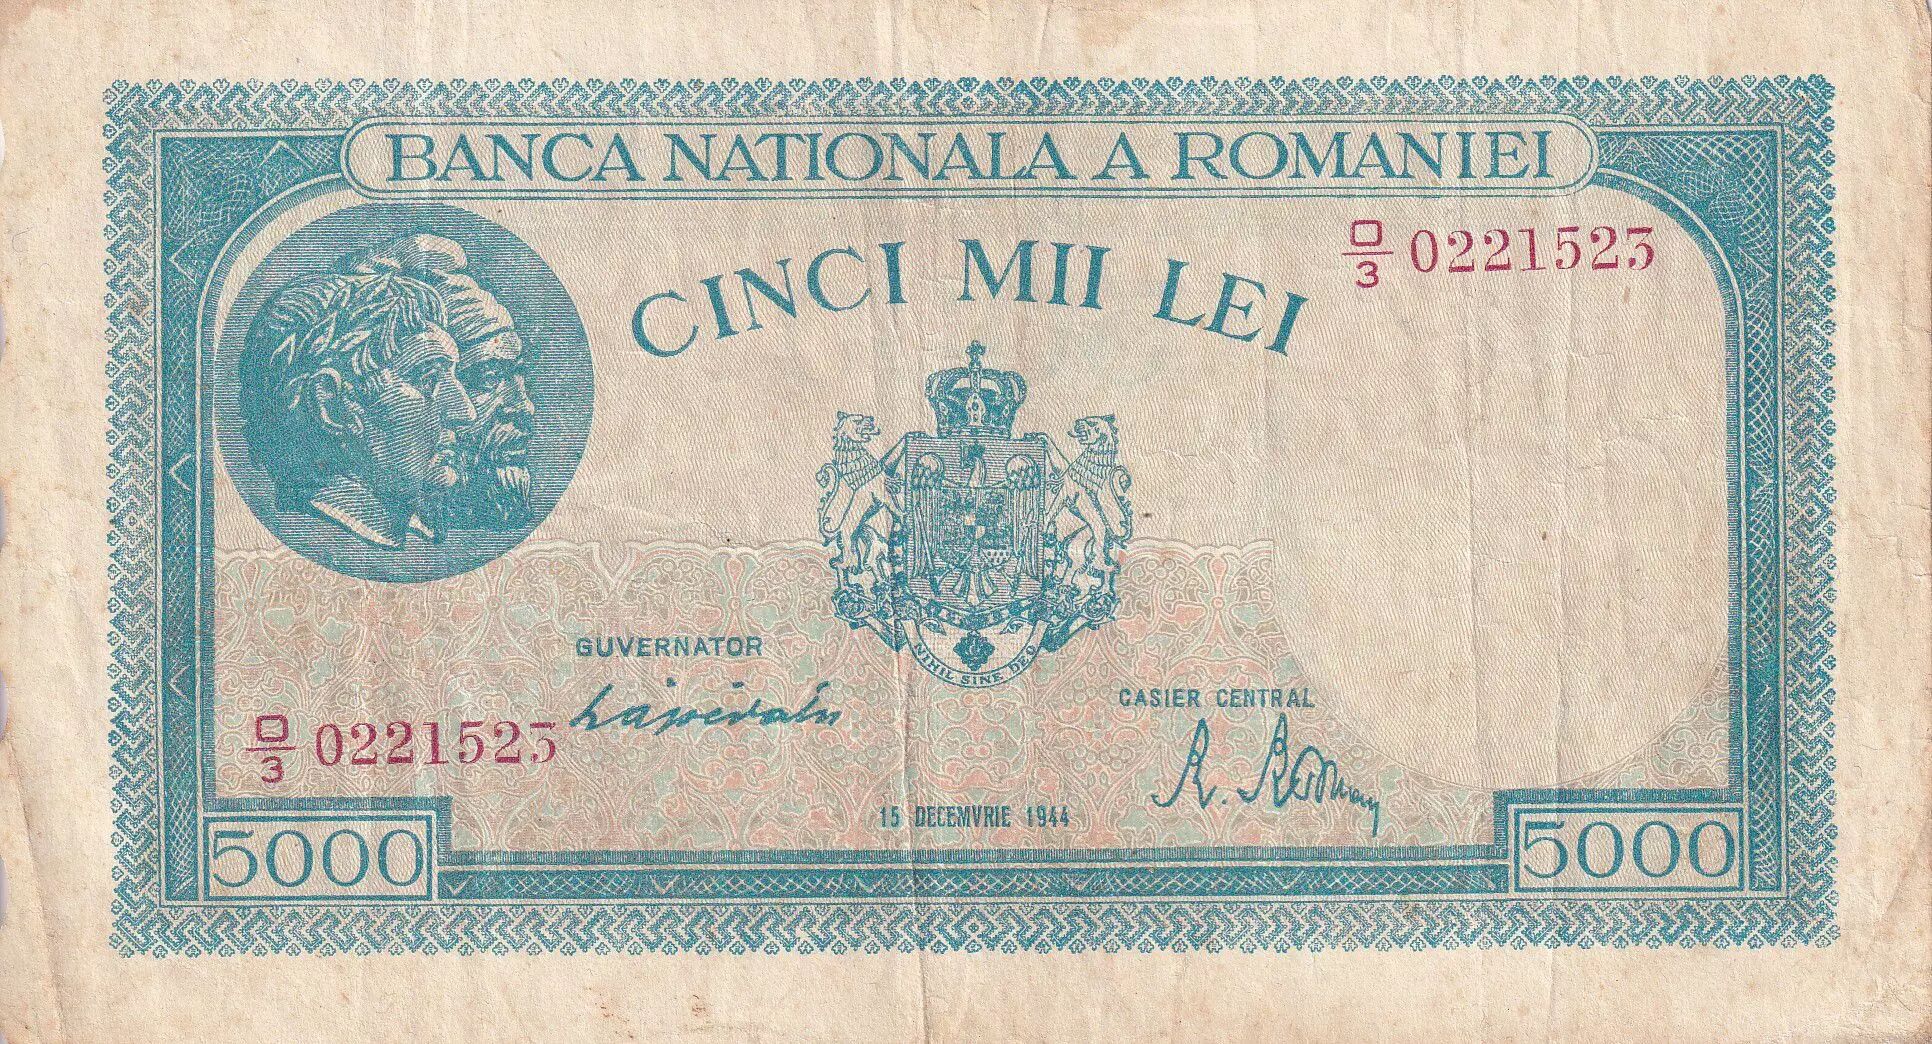 BANCA NATIONALA A ROMANIEI
CINCI MII LEI
O/3 0221523
NIHIL SINE DEO
GUVERNATOR
CASIER CENTRAL
O/3 0221523
15 DECEMVRIE 1944
5000 5000